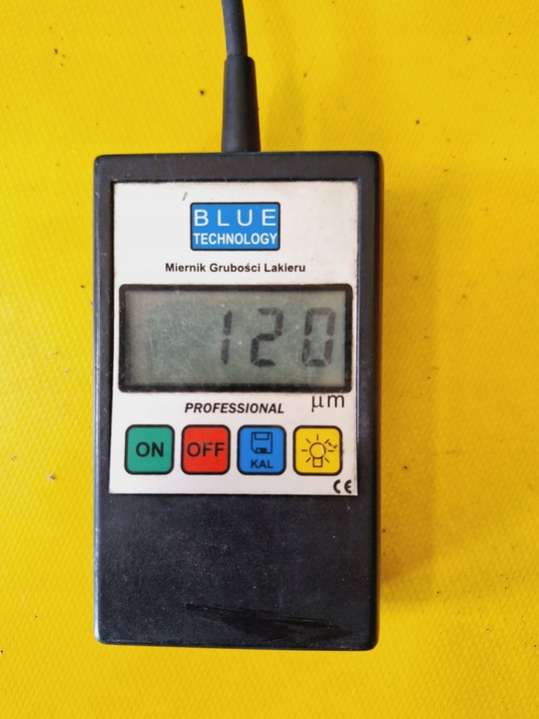 BLUE
TECHNOLOGY
Miernik Grubości Lakieru
120
μm
PROFESSIONAL
ON
OFF
KAL
CE